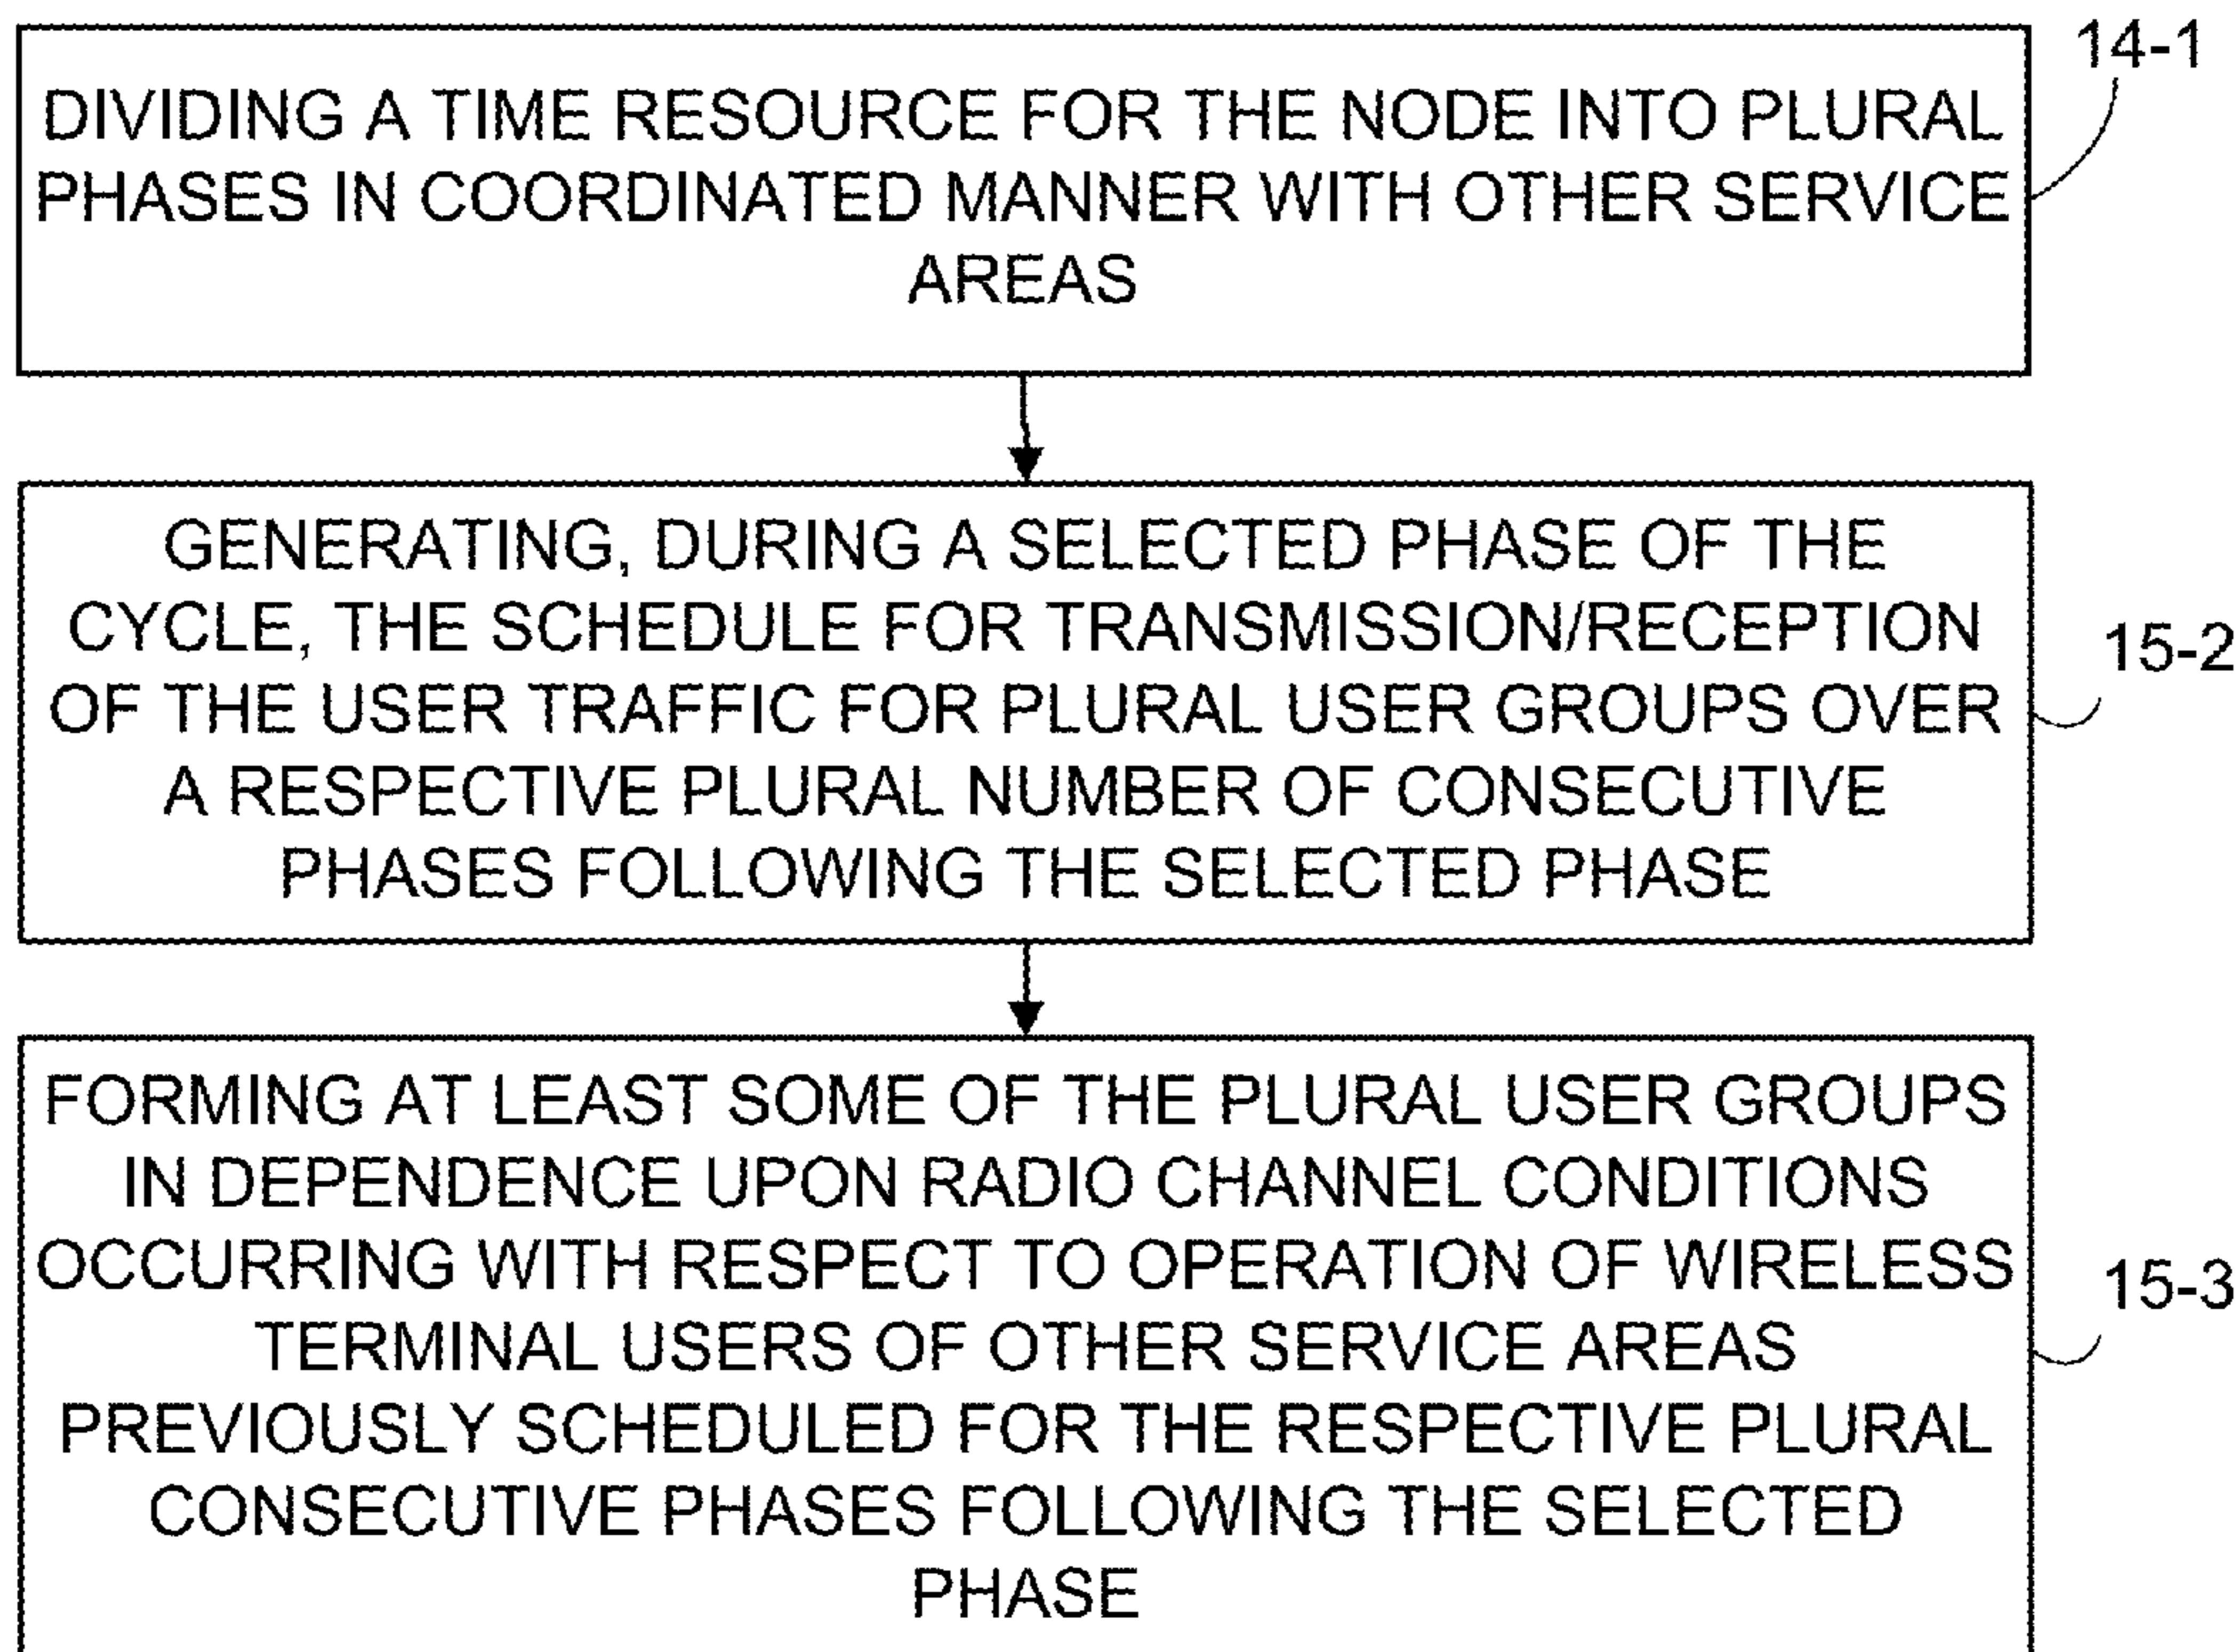 14-1
DIVIDING A TIME RESOURCE FOR THE NODE INTO PLURAL
PHASES IN COORDINATED MANNER WITH OTHER SERVICE
AREAS
GENERATING, DURING A SELECTED PHASE OF THE
CYCLE, THE SCHEDULE FOR TRANSMISSION/RECEPTION
OF THE USER TRAFFIC FOR PLURAL USER GROUPS OVER
A RESPECTIVE PLURAL NUMBER OF CONSECUTIVE
PHASES FOLLOWING THE SELECTED PHASE
15-2
FORMING AT LEAST SOME OF THE PLURAL USER GROUPS
IN DEPENDENCE UPON RADIO CHANNEL CONDITIONS
OCCURRING WITH RESPECT TO OPERATION OF WIRELESS
TERMINAL USERS OF OTHER SERVICE AREAS
PREVIOUSLY SCHEDULED FOR THE RESPECTIVE PLURAL
CONSECUTIVE PHASES FOLLOWING THE SELECTED
PHASE
15-3